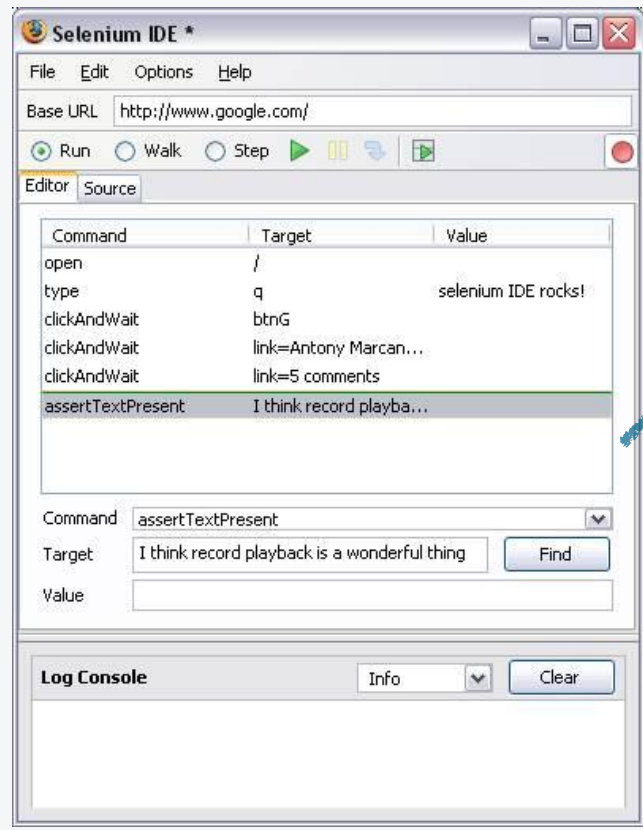 Selenium IDE *
File Edit Options Help
Base URL http://www.google.com/
Run Walk Step
Editor Source
Command Target Value
open /
type q selenium IDE rocks!
clickAndWait btnG
clickAndWait link=Antony Marcan...
clickAndWait link=5 comments
assertTextPresent I think record playba...
Command assertTextPresent
Target I think record playback is a wonderful thing Find
Value
Log Console Info Clear